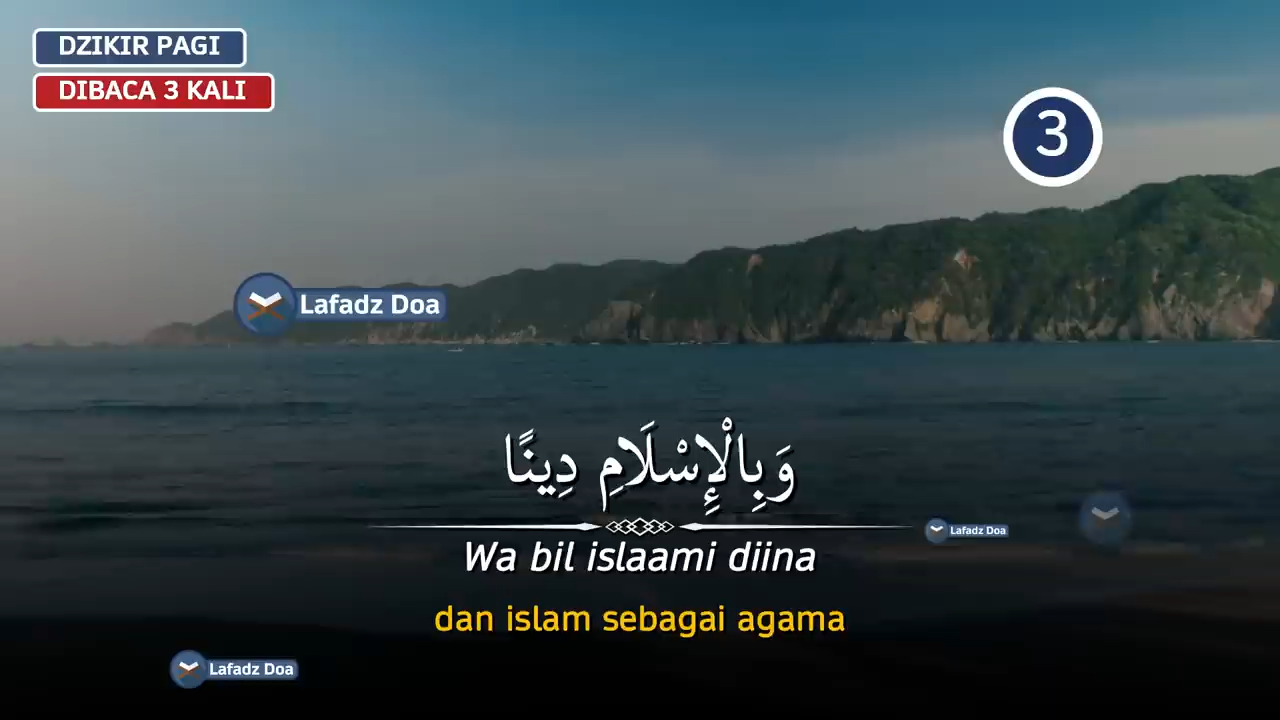 DZIKIR PAGI
DIBACA 3 KALI
3
Lafadz Doa
وَبِالْإِسْلَامِ دِينًا
Lafadz Doa
Wa bil islaami diina
dan islam sebagai agama
Lafadz Doa